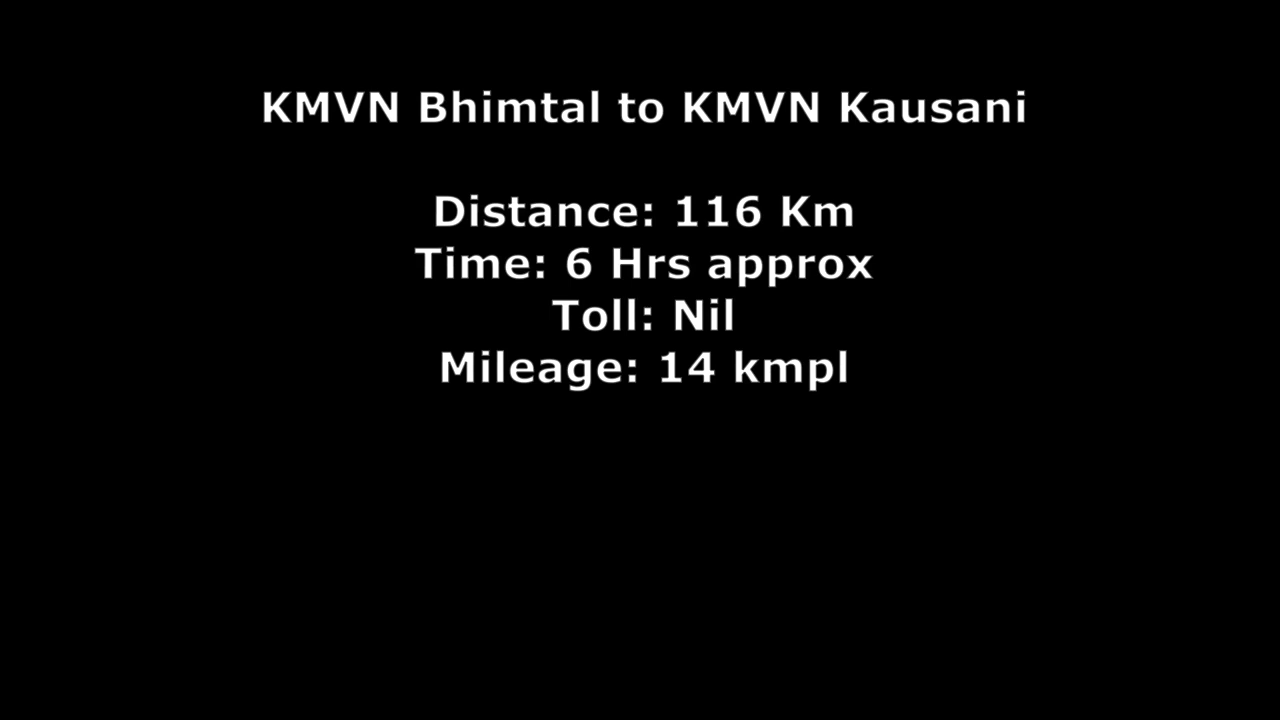 KMVN Bhimtal to KMVN Kausani
Distance: 116 Km
Time: 6 Hrs approx
Toll: Nil
Mileage: 14 kmpl